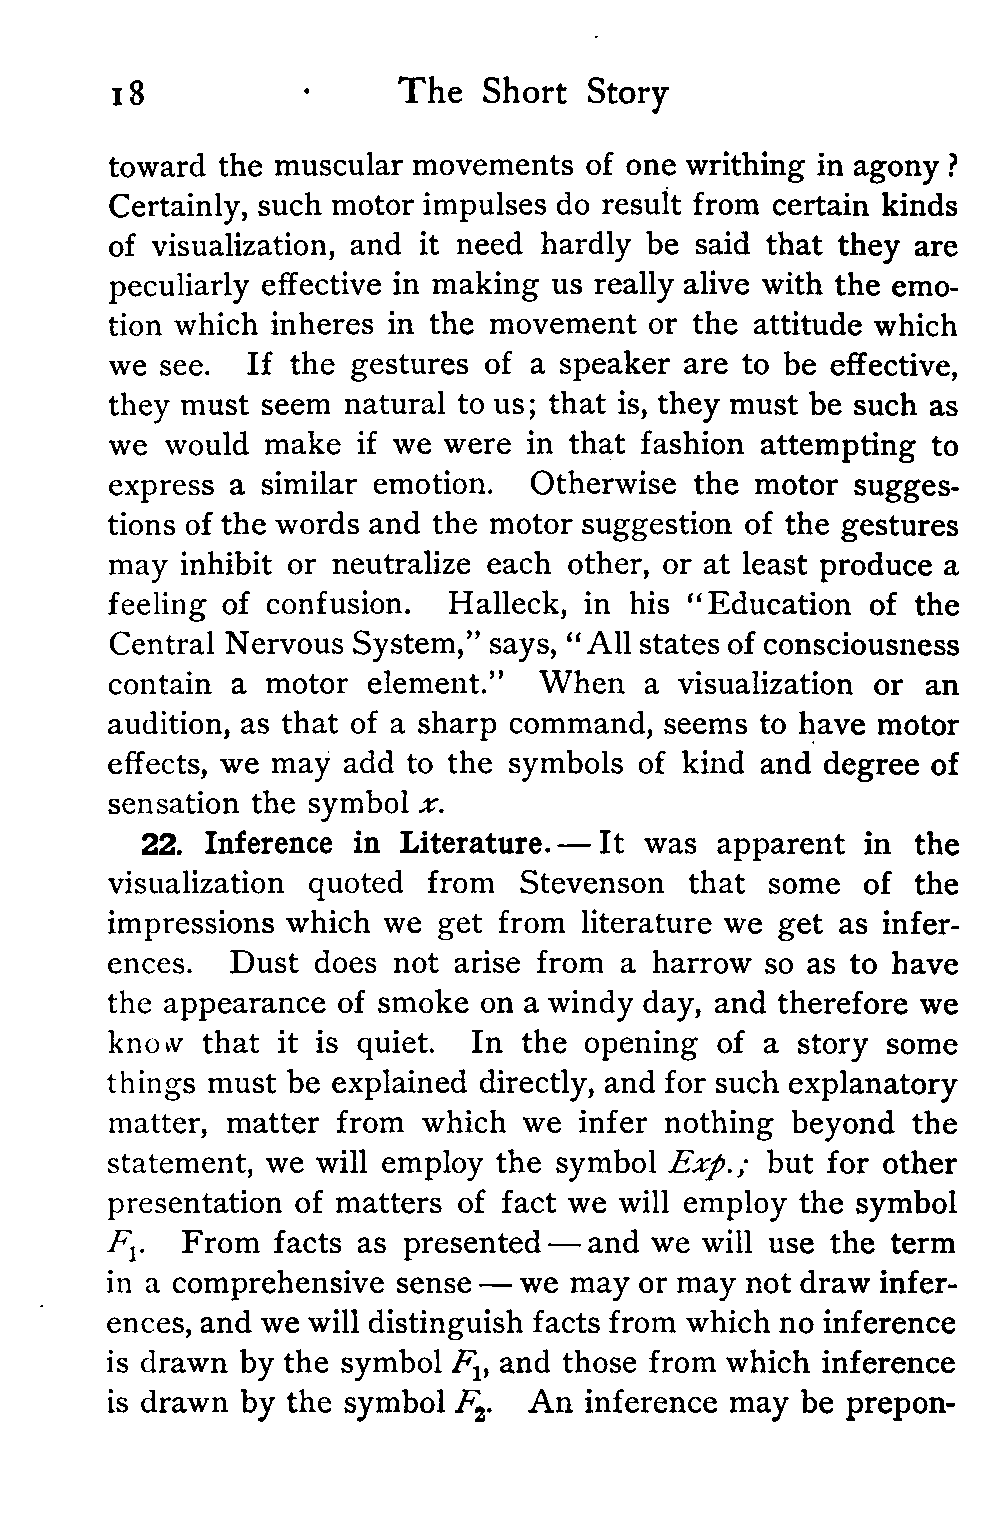 18 The Short Story
toward the muscular movements of one writhing in agony?
Certainly, such motor impulses do result from certain kinds
of visualization, and it need hardly be said that they are
peculiarly effective in making us really alive with the emo-
tion which inheres in the movement or the attitude which
we see. If the gestures of a speaker are to be effective,
they must seem natural to us; that is, they must be such as
we would make if we were in that fashion attempting to
express a similar emotion. Otherwise the motor sugges-
tions of the words and the motor suggestion of the gestures
may inhibit or neutralize each other, or at least produce a
feeling of confusion. Halleck, in his "Education of the
Central Nervous System," says, "All states of consciousness
contain a motor element." When a visualization or an
audition, as that of a sharp command, seems to have motor
effects, we may add to the symbols of kind and degree of
sensation the symbol x.
22. Inference in Literature. — It was apparent in the
visualization quoted from Stevenson that some of the
impressions which we get from literature we get as infer-
ences. Dust does not arise from a harrow so as to have
the appearance of smoke on a windy day, and therefore we
know that it is quiet. In the opening of a story some
things must be explained directly, and for such explanatory
matter, matter from which we infer nothing beyond the
statement, we will employ the symbol Exp.; but for other
presentation of matters of fact we will employ the symbol
F₁. From facts as presented — and we will use the term
in a comprehensive sense — we may or may not draw infer-
ences, and we will distinguish facts from which no inference
is drawn by the symbol F₁, and those from which inference
is drawn by the symbol F₂. An inference may be prepon-